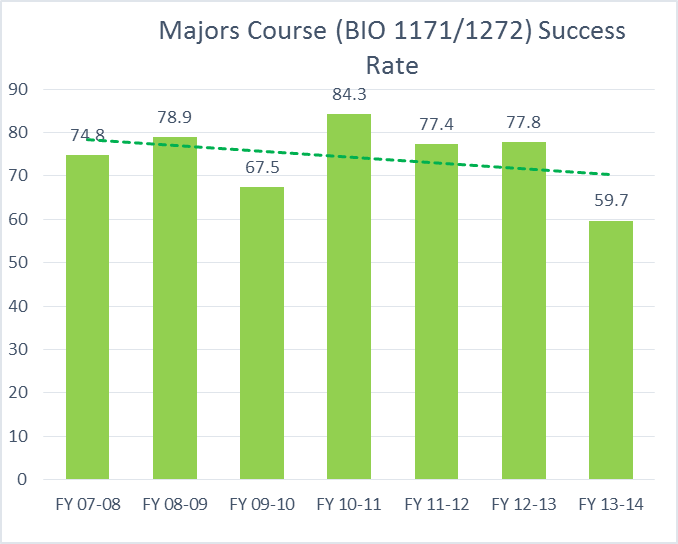 Majors Course (BIO 1171/1272) Success
Rate
90
80
70
60
50
40
30
20
10
0
74.8
78.9
67.5
84.3
77.4
77.8
59.7
FY 07-08
FY 08-09
FY 09-10
FY 10-11
FY 11-12
FY 12-13
FY 13-14